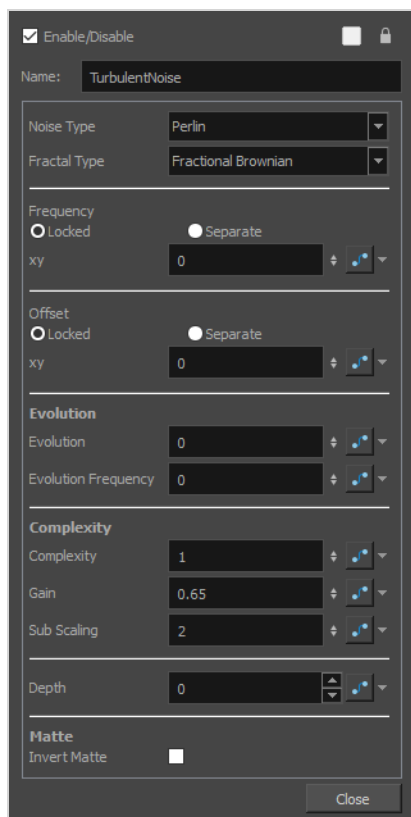 Enable/Disable
Name: TurbulentNoise
Noise Type Perlin
Fractal Type Fractional Brownian
Frequency
Locked Separate
xy 0
Offset
Locked Separate
xy 0
Evolution
Evolution 0
Evolution Frequency 0
Complexity
Complexity 1
Gain 0.65
Sub Scaling 2
Depth 0
Matte
Invert Matte
Close